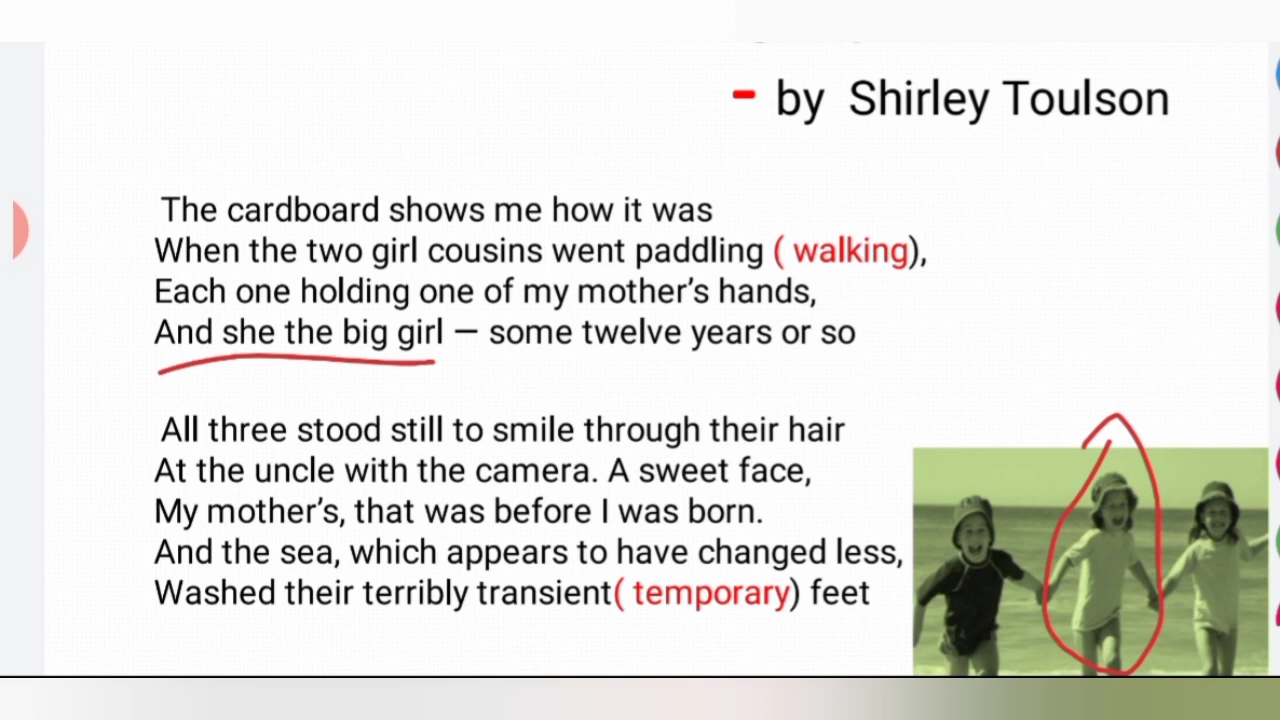 - by Shirley Toulson
The cardboard shows me how it was
When the two girl cousins went paddling ( walking),
Each one holding one of my mother’s hands,
And she the big girl — some twelve years or so
All three stood still to smile through their hair
At the uncle with the camera. A sweet face,
My mother’s, that was before I was born.
And the sea, which appears to have changed less,
Washed their terribly transient( temporary) feet